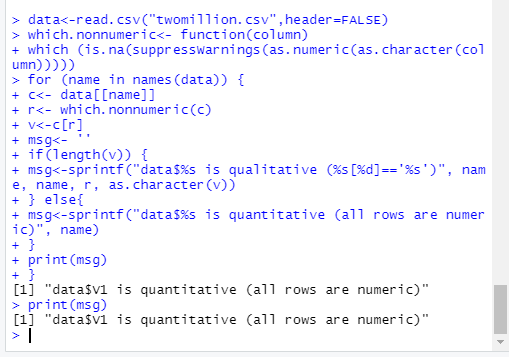 > data<-read.csv("twomillion.csv",header=FALSE)
> which.nonnumeric<- function(column)
+ which (is.na(suppressWarnings(as.numeric(as.character(col
umn)))))
> for (name in names(data)) {
+ c<- data[[name]]
+ r<- which.nonnumeric(c)
+ v<-c[r]
+ msg<- ''
+ if(length(v)) {
+ msg<-sprintf("data$%s is qualitative (%s[%d]=='%s')", nam
e, name, r, as.character(v))
+ } else{
+ msg<-sprintf("data$%s is quantitative (all rows are numer
ic)", name)
+ }
+ print(msg)
+ }
[1] "data$V1 is quantitative (all rows are numeric)"
> print(msg)
[1] "data$V1 is quantitative (all rows are numeric)"
>